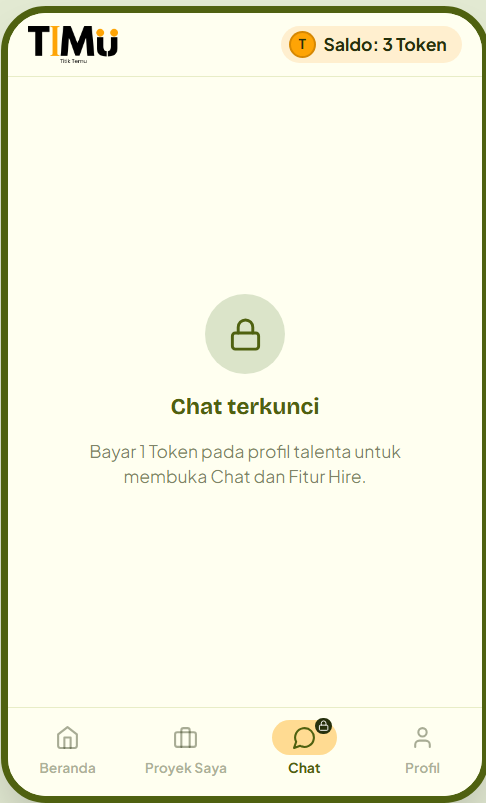 TIMU
Titik Temu
T
Saldo: 3 Token
Chat terkunci
Bayar 1 Token pada profil talenta untuk
membuka Chat dan Fitur Hire.
Beranda
Proyek Saya
Chat
Profil